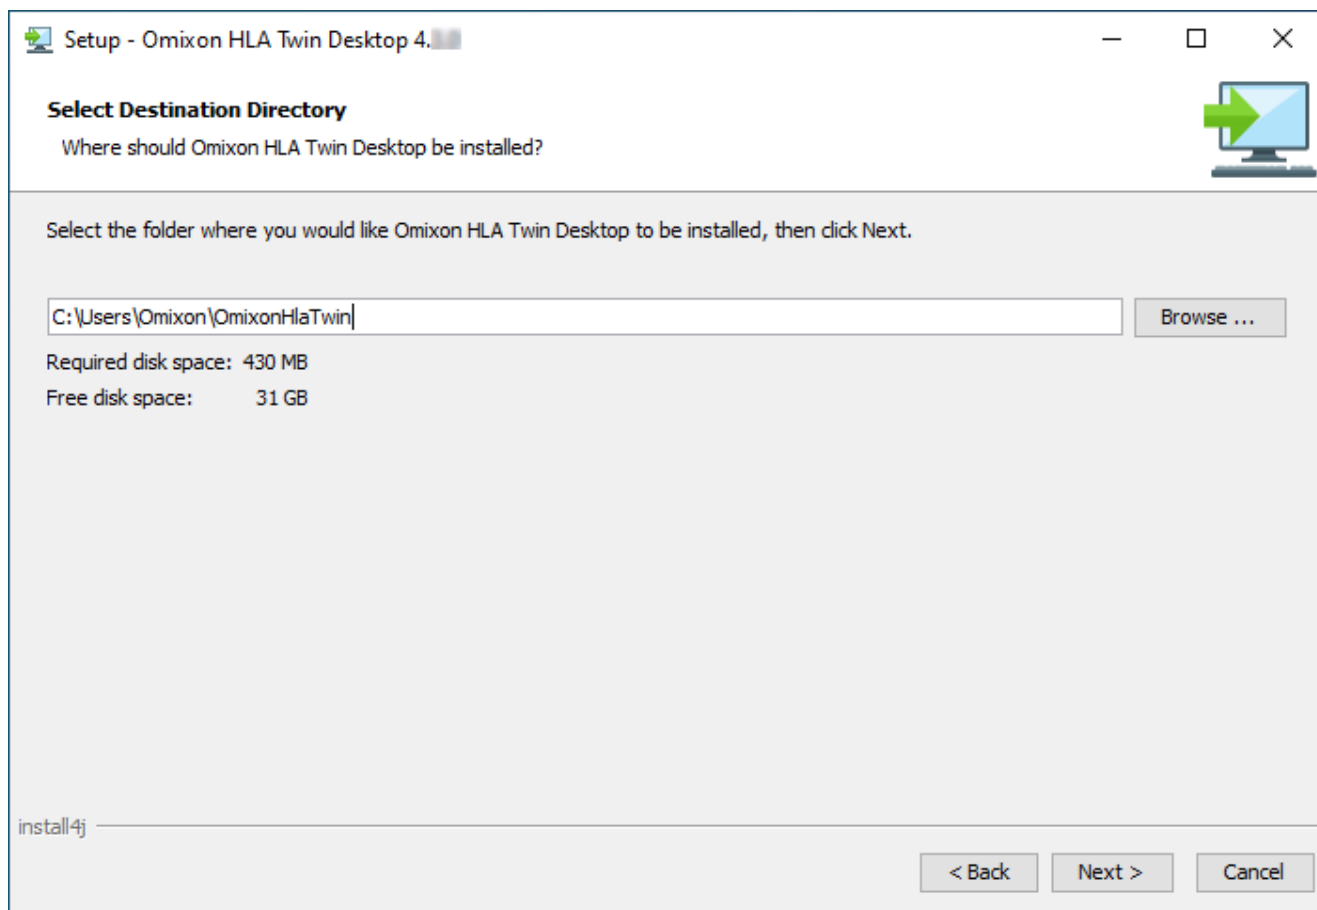 Setup - Omixon HLA Twin Desktop 4.
Select Destination Directory
Where should Omixon HLA Twin Desktop be installed?
Select the folder where you would like Omixon HLA Twin Desktop to be installed, then click Next.
C:\Users\Omixon\OmixonHlaTwin
Browse ...
Required disk space: 430 MB
Free disk space: 31 GB
install4j
< Back Next > Cancel